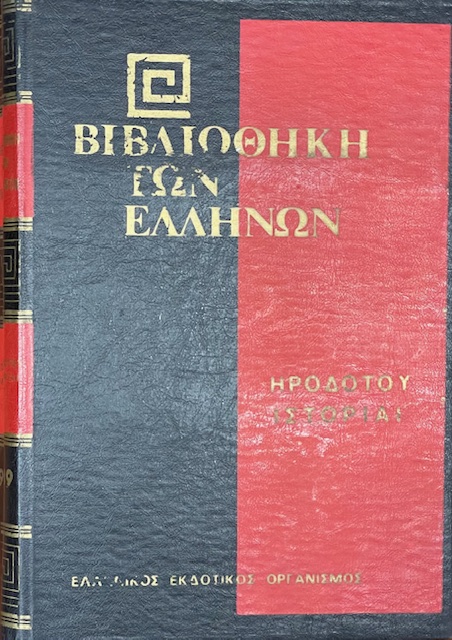 ΒΙΒΛΙΟΘΗΚΗ
ΤΩΝ
ΕΛΛΗΝΩΝ
ΗΡΟΔΟΤΟΥ
ΙΣΤΟΡΙΑΙ
ΕΛΛΗΝΙΚΟΣ ΕΚΔΟΤΙΚΟΣ ΟΡΓΑΝΙΣΜΟΣ